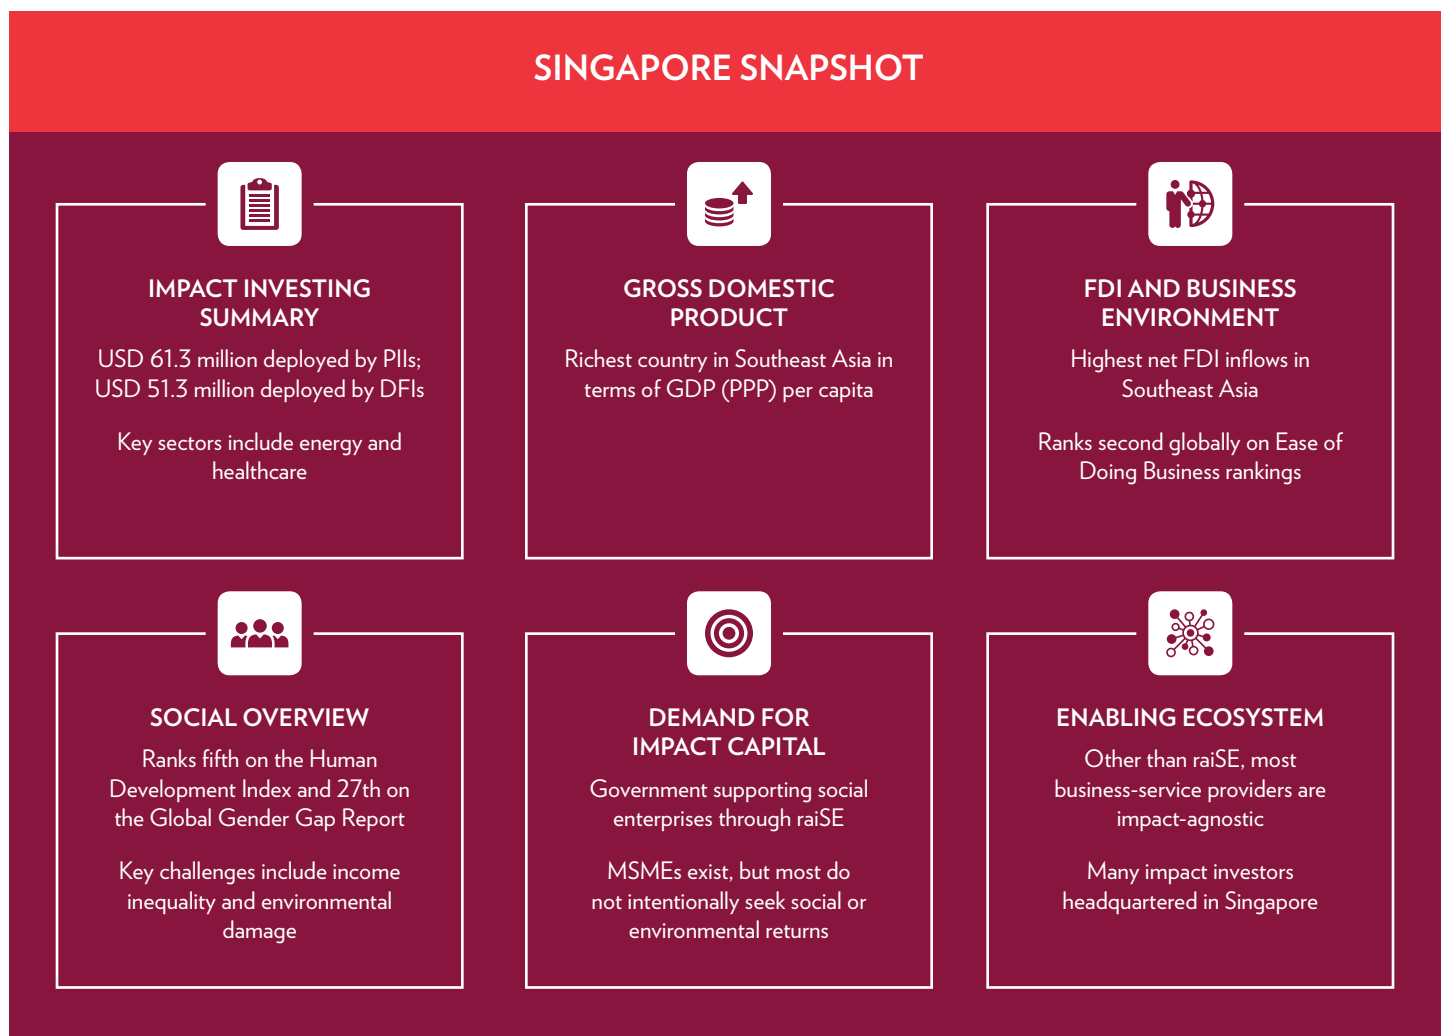 SINGAPORE SNAPSHOT
IMPACT INVESTING
SUMMARY
USD 61.3 million deployed by PIIs;
USD 51.3 million deployed by DFIs
Key sectors include energy and
healthcare
GROSS DOMESTIC
PRODUCT
Richest country in Southeast Asia in
terms of GDP (PPP) per capita
FDI AND BUSINESS
ENVIRONMENT
Highest net FDI inflows in
Southeast Asia
Ranks second globally on Ease of
Doing Business rankings
SOCIAL OVERVIEW
Ranks fifth on the Human
Development Index and 27th on
the Global Gender Gap Report
Key challenges include income
inequality and environmental
damage
DEMAND FOR
IMPACT CAPITAL
Government supporting social
enterprises through raiSE
MSMEs exist, but most do
not intentionally seek social or
environmental returns
ENABLING ECOSYSTEM
Other than raiSE, most
business-service providers are
impact-agnostic
Many impact investors
headquartered in Singapore